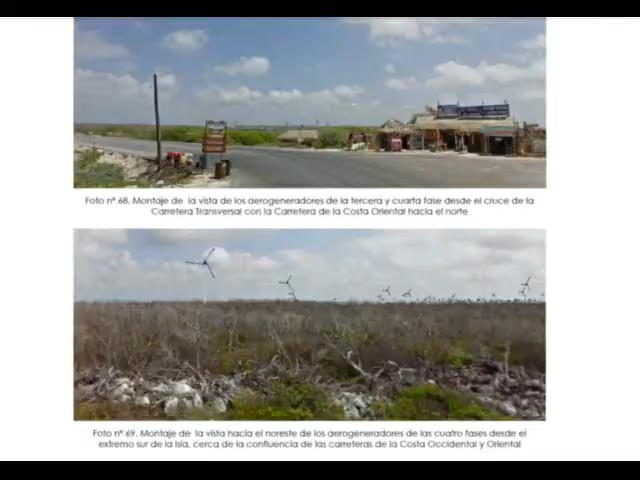 Foto nº 68. Montaje de la vista de los aerogeneradores de la tercera y cuarta fase desde el cruce de la
Carretera Transversal con la Carretera de la Costa Oriental hacia el norte
Foto nº 69. Montaje de la vista hacia el noreste de los aerogeneradores de las cuatro fases desde el
extremo sur de la isla, cerca de la confluencia de las carreteras de la Costa Occidental y Oriental